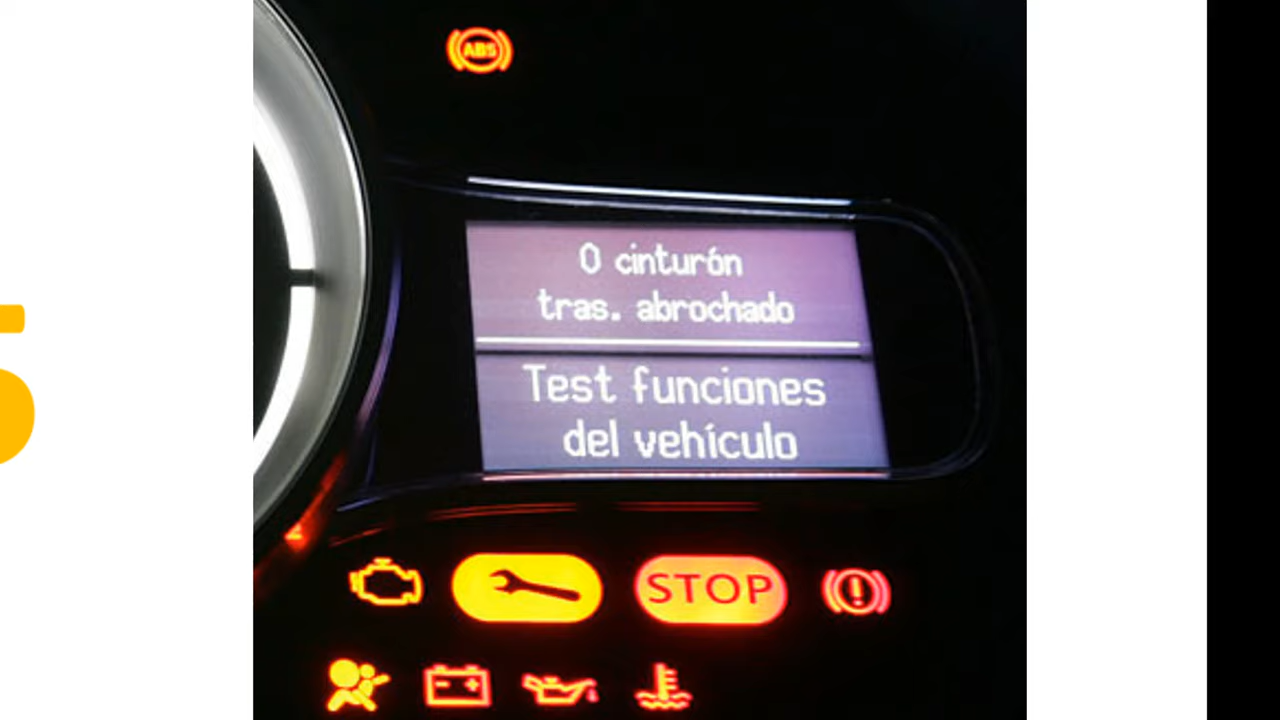 ABS
0 cinturón
tras. abrochado
Test funciones
del vehículo
STOP